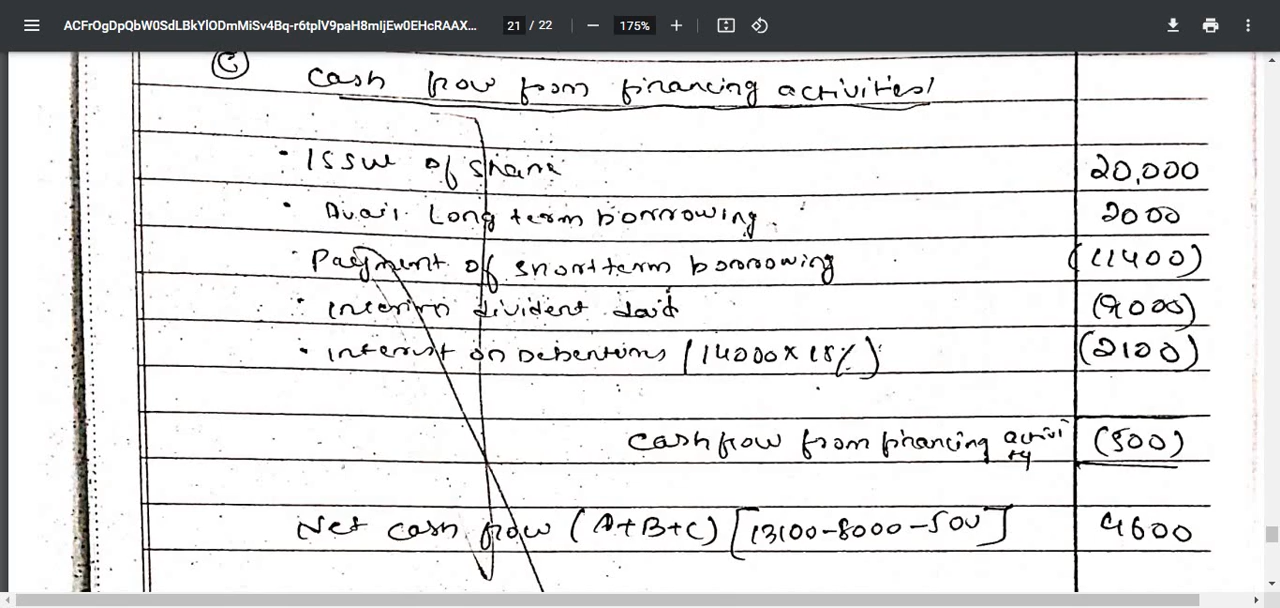 ACFrOgDpQbW0SdLBkYlODmMiSv4Bq-r6tplV9paH8mIjEw0EHcRAAX...
21 / 22
175%
C
Cash flow from financing activities
• Issue of share 20,000
• Avail. Long term borrowing. 2000
• Payment of short term borrowing (11400)
• Interim divident Paid (9000)
• Interest on Debentures (14000 x 15%) (2100)
Cash flow from financing activity (500)
Net cash flow (A+B+C) [13100-8000-500] 4600